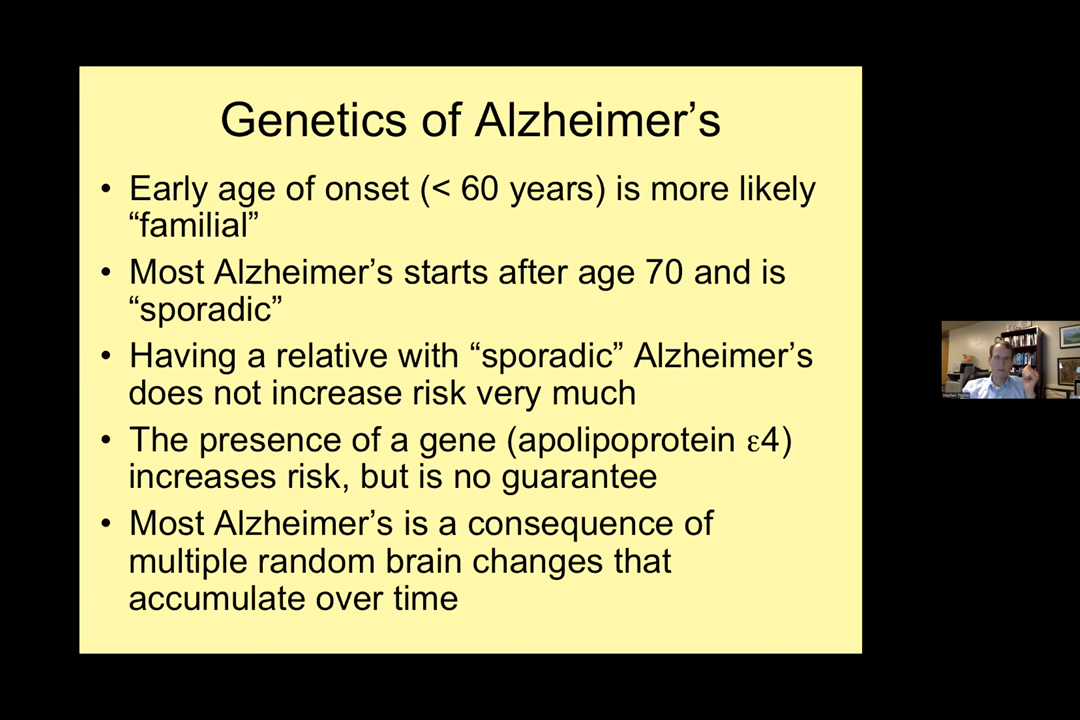 Genetics of Alzheimer’s
• Early age of onset (< 60 years) is more likely
“familial”
• Most Alzheimer’s starts after age 70 and is
“sporadic”
• Having a relative with “sporadic” Alzheimer’s
does not increase risk very much
• The presence of a gene (apolipoprotein ε4)
increases risk, but is no guarantee
• Most Alzheimer’s is a consequence of
multiple random brain changes that
accumulate over time